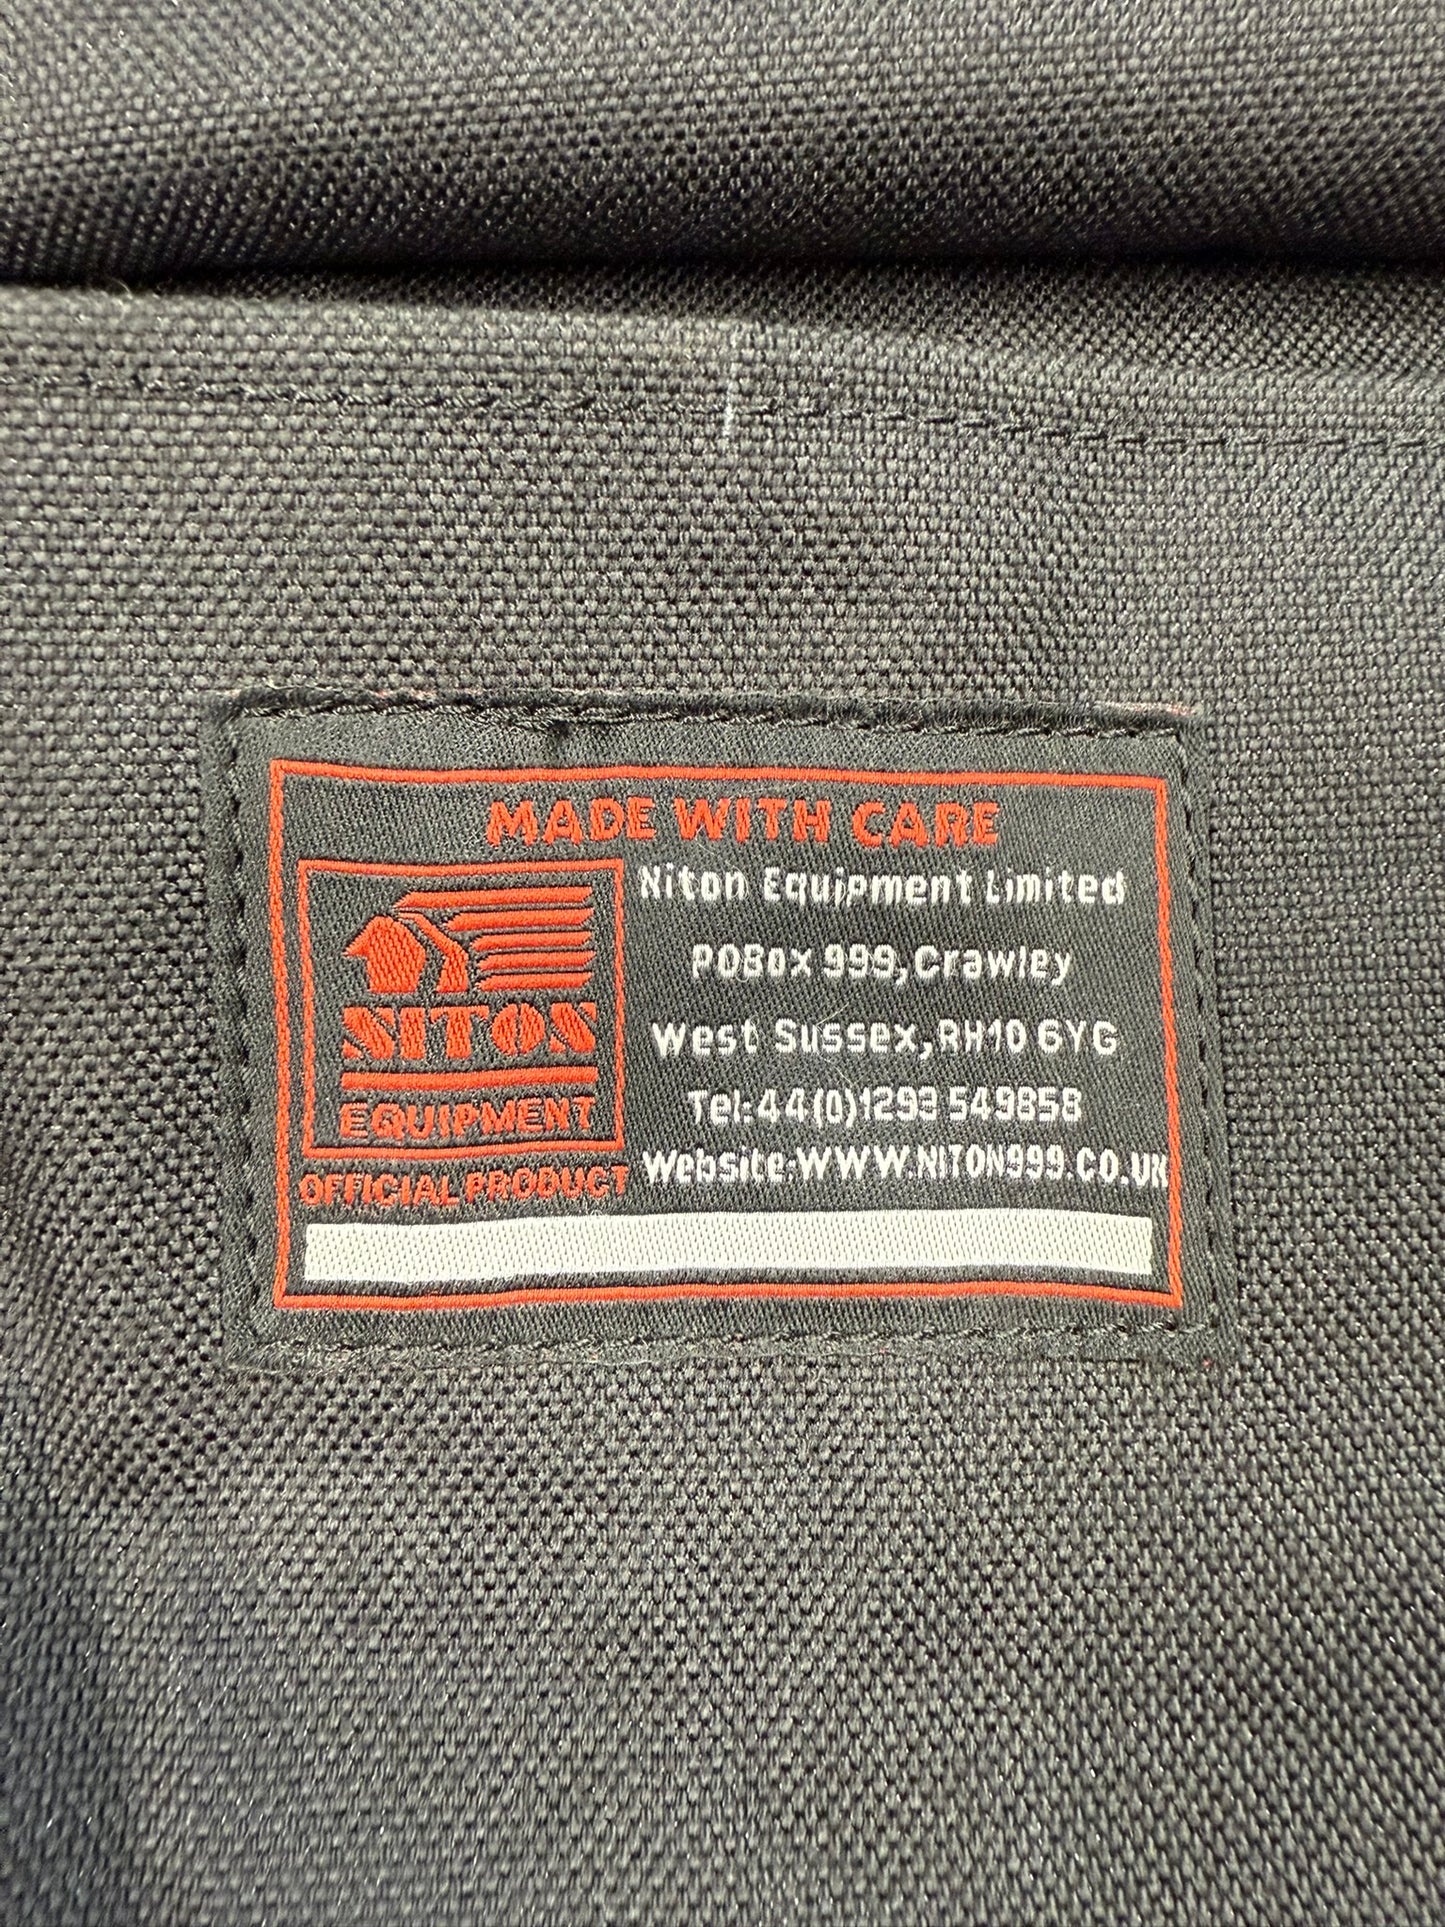 MADE WITH CARE
Niton Equipment Limited
POBox 999,Crawley
West Sussex,RH10 6YG
Tel:44(0)1293 549858
Website:WWW.NITON999.CO.UK
NITON
EQUIPMENT
OFFICIAL PRODUCT